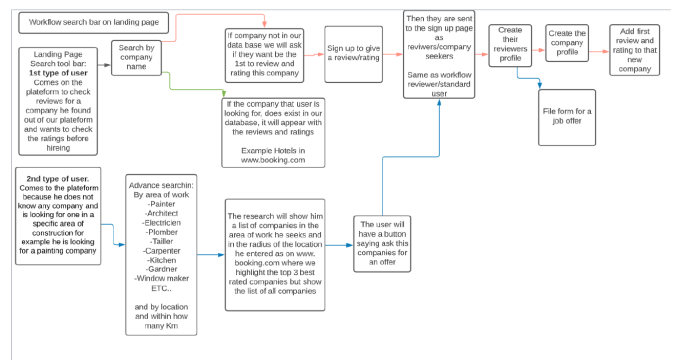 Workflow search bar on landing page
Landing Page
Search tool bar:
1st type of user
Comes on the
plateform to check
reviews for a
company he found
out of our plateform
and wants to check
the ratings before
hireing
Search by
company
name
If company not in our
data base we will ask
if they want be the
1st to review and
rating this company
Sign up to give
a review/rating
Then they are sent
to the sign up page
as
reviwers/company
seekers
Same as workflow
reviewer/standard
user
Create
their
reviewers
profile
Create the
company
profile
Add first
review and
rating to that
new
company
File form for a
job offer
If the company that user is
looking for, does exist in our
database, it will appear with
the reviews and ratings
Example Hotels in
www.booking.com
2nd type of user.
Comes to the plateform
because he does not
know any company and
is looking for one in a
specific area of
construction for
example he is looking
for a painting company
Advance searchin:
By area of work
-Painter
-Architect
-Electricien
-Plomber
-Tailler
-Carpenter
-Kitchen
-Gardner
-Window maker
ETC..
and by location
and within how
many Km
The research will show him
a list of companies in the
area of work he seeks and
in the radius of the location
he entered as on www.
booking.com where we
highlight the top 3 best
rated companies but show
the list of all companies
The user will
have a button
saying ask this
companies for
an offer